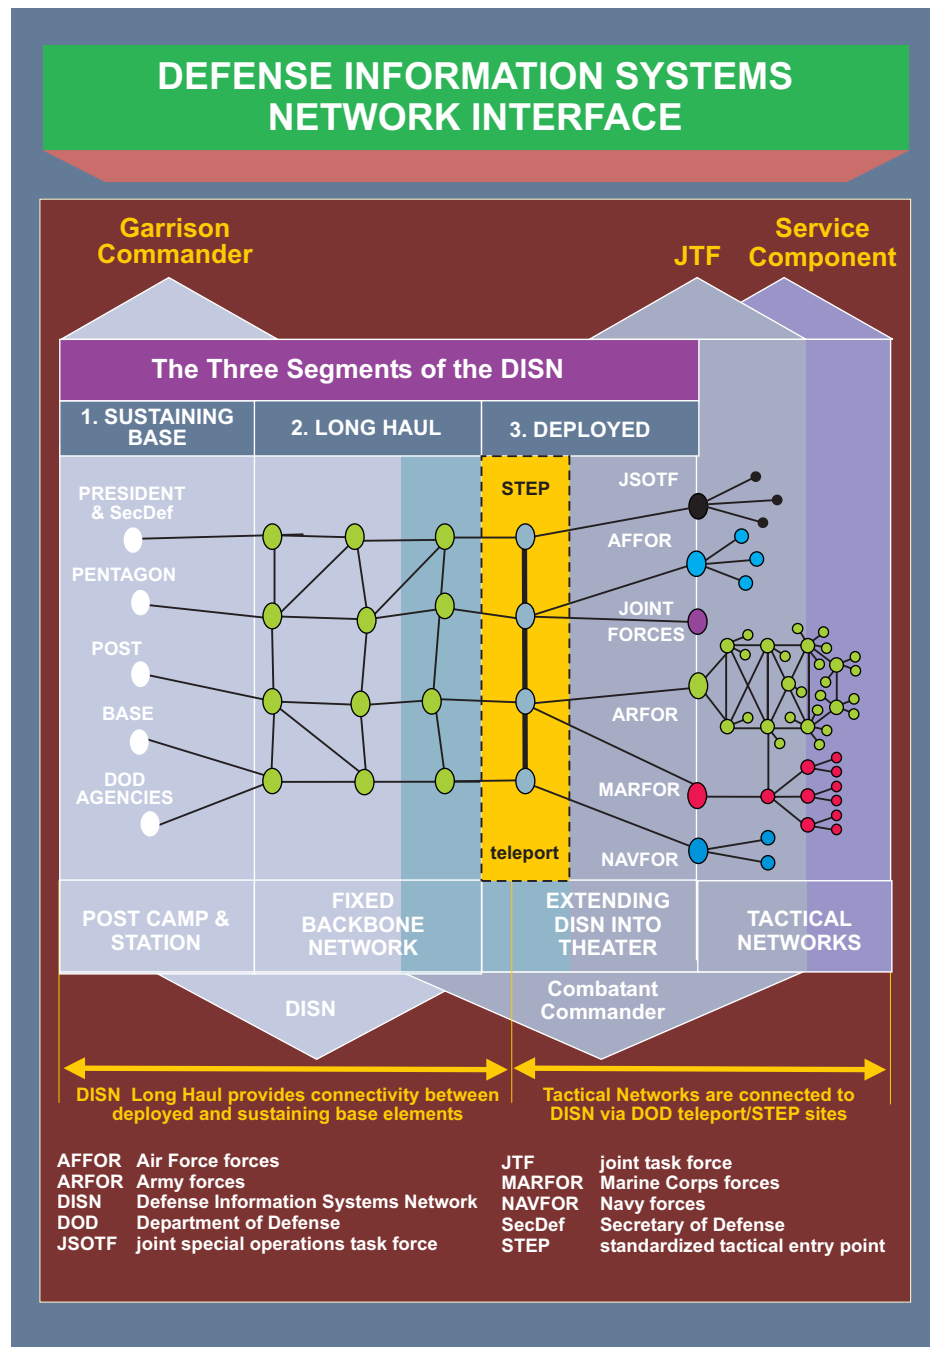 DEFENSE INFORMATION SYSTEMS
NETWORK INTERFACE
Garrison
Commander
JTF
Service
Component
The Three Segments of the DISN
1. SUSTAINING
BASE
2. LONG HAUL
3. DEPLOYED
PRESIDENT
& SecDef
PENTAGON
POST
BASE
DOD
AGENCIES
STEP
teleport
JSOTF
AFFOR
JOINT
FORCES
ARFOR
MARFOR
NAVFOR
POST CAMP &
STATION
FIXED
BACKBONE
NETWORK
EXTENDING
DISN INTO
THEATER
TACTICAL
NETWORKS
DISN
Combatant
Commander
DISN Long Haul provides connectivity between
deployed and sustaining base elements
Tactical Networks are connected to
DISN via DOD teleport/STEP sites
AFFOR Air Force forces
ARFOR Army forces
DISN Defense Information Systems Network
DOD Department of Defense
JSOTF joint special operations task force
JTF joint task force
MARFOR Marine Corps forces
NAVFOR Navy forces
SecDef Secretary of Defense
STEP standardized tactical entry point